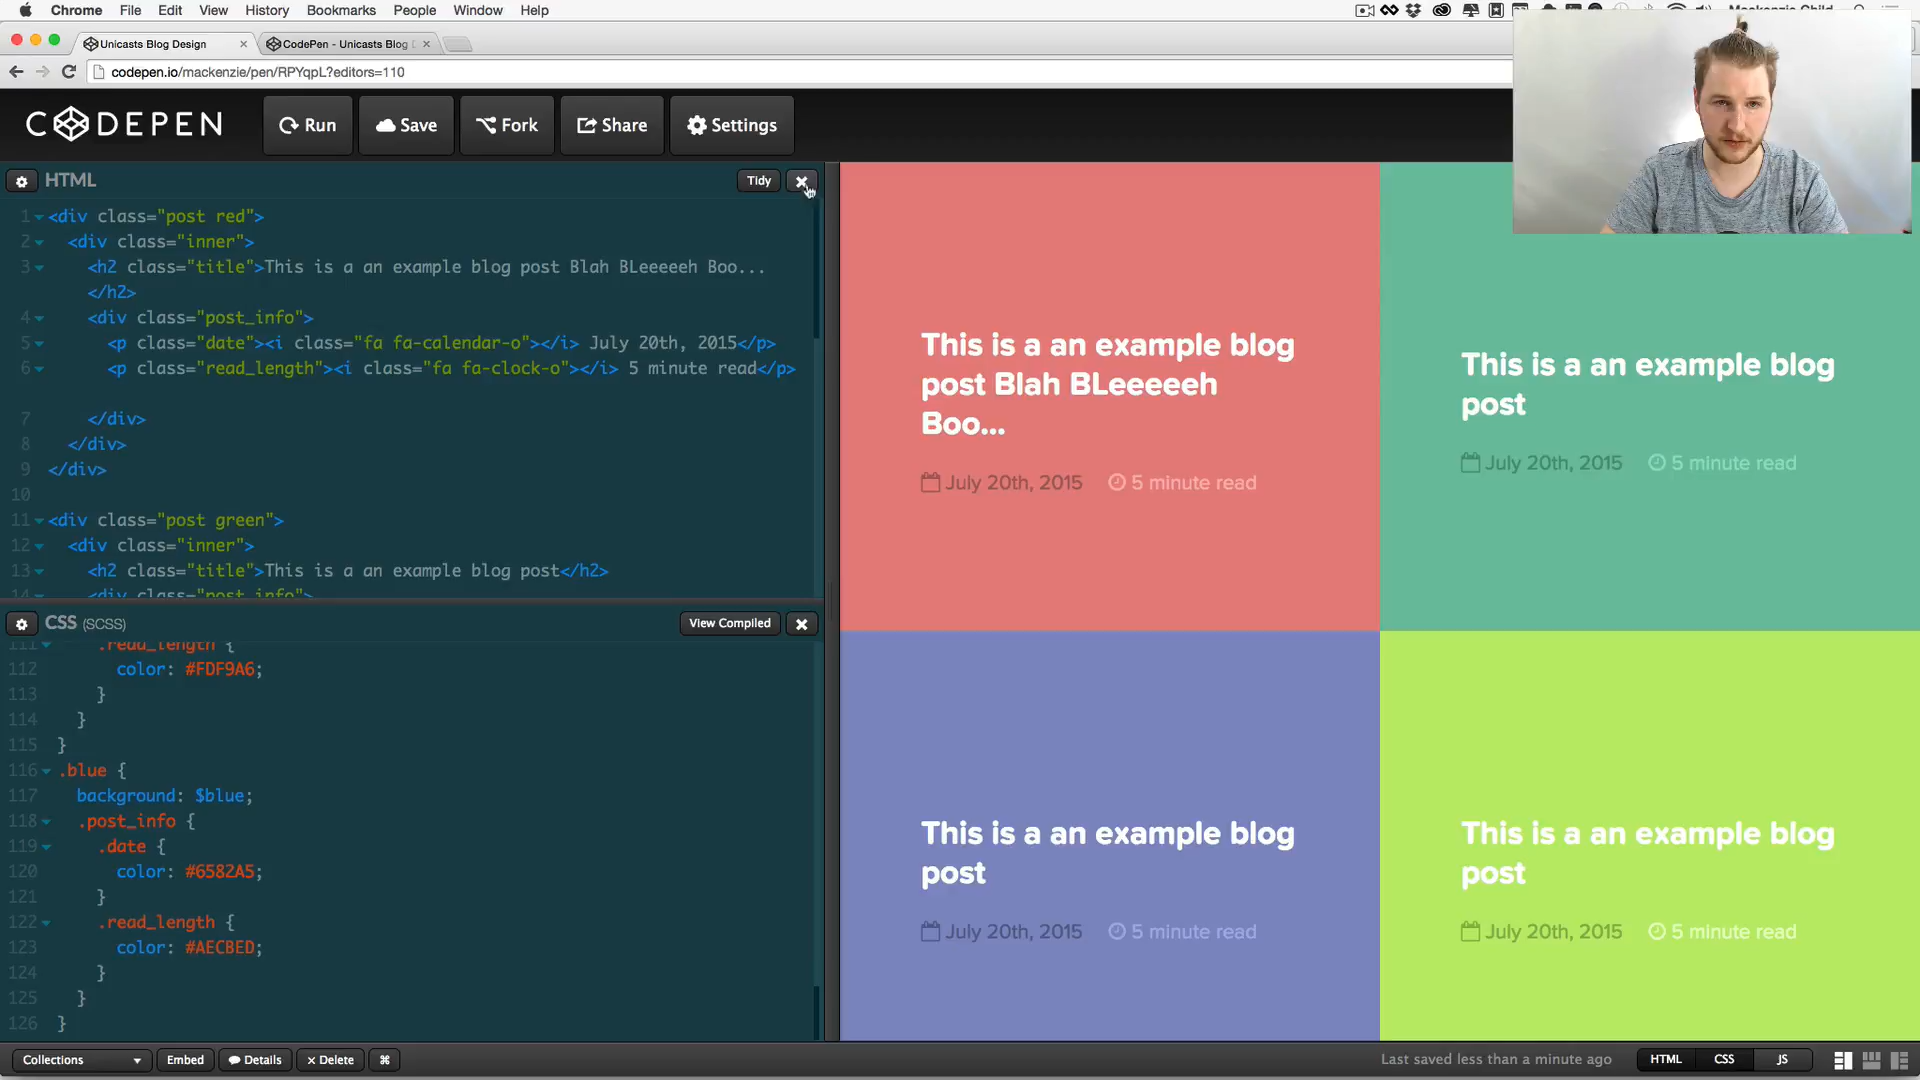 Chrome File Edit View History Bookmarks People Window Help
Unicasts Blog Design
CodePen - Unicasts Blog
codepen.io/mackenzie/pen/RPYqpL?editors=110
CODEPEN
Run
Save
Fork
Share
Settings
HTML
Tidy
1 <div class="post red">
2 <div class="inner">
3 <h2 class="title">This is a an example blog post Blah BLeeeeeh Boo...
</h2>
4 <div class="post_info">
5 <p class="date"><i class="fa fa-calendar-o"></i> July 20th, 2015</p>
6 <p class="read_length"><i class="fa fa-clock-o"></i> 5 minute read</p>
7 </div>
8 </div>
9 </div>
10
11 <div class="post green">
12 <div class="inner">
13 <h2 class="title">This is a an example blog post</h2>
14 <div class="post_info">
CSS (SCSS)
View Compiled
111 .read_length {
112 color: #FDF9A6;
113 }
114 }
115 }
116 .blue {
117 background: $blue;
118 .post_info {
119 .date {
120 color: #6582A5;
121 }
122 .read_length {
123 color: #AECBED;
124 }
125 }
126 }
This is a an example blog
post Blah BLeeeeeh
Boo...
July 20th, 2015 5 minute read
This is a an example blog
post
July 20th, 2015 5 minute read
This is a an example blog
post
July 20th, 2015 5 minute read
This is a an example blog
post
July 20th, 2015 5 minute read
Collections
Embed
Details
× Delete
⌘
Last saved less than a minute ago
HTML
CSS
JS